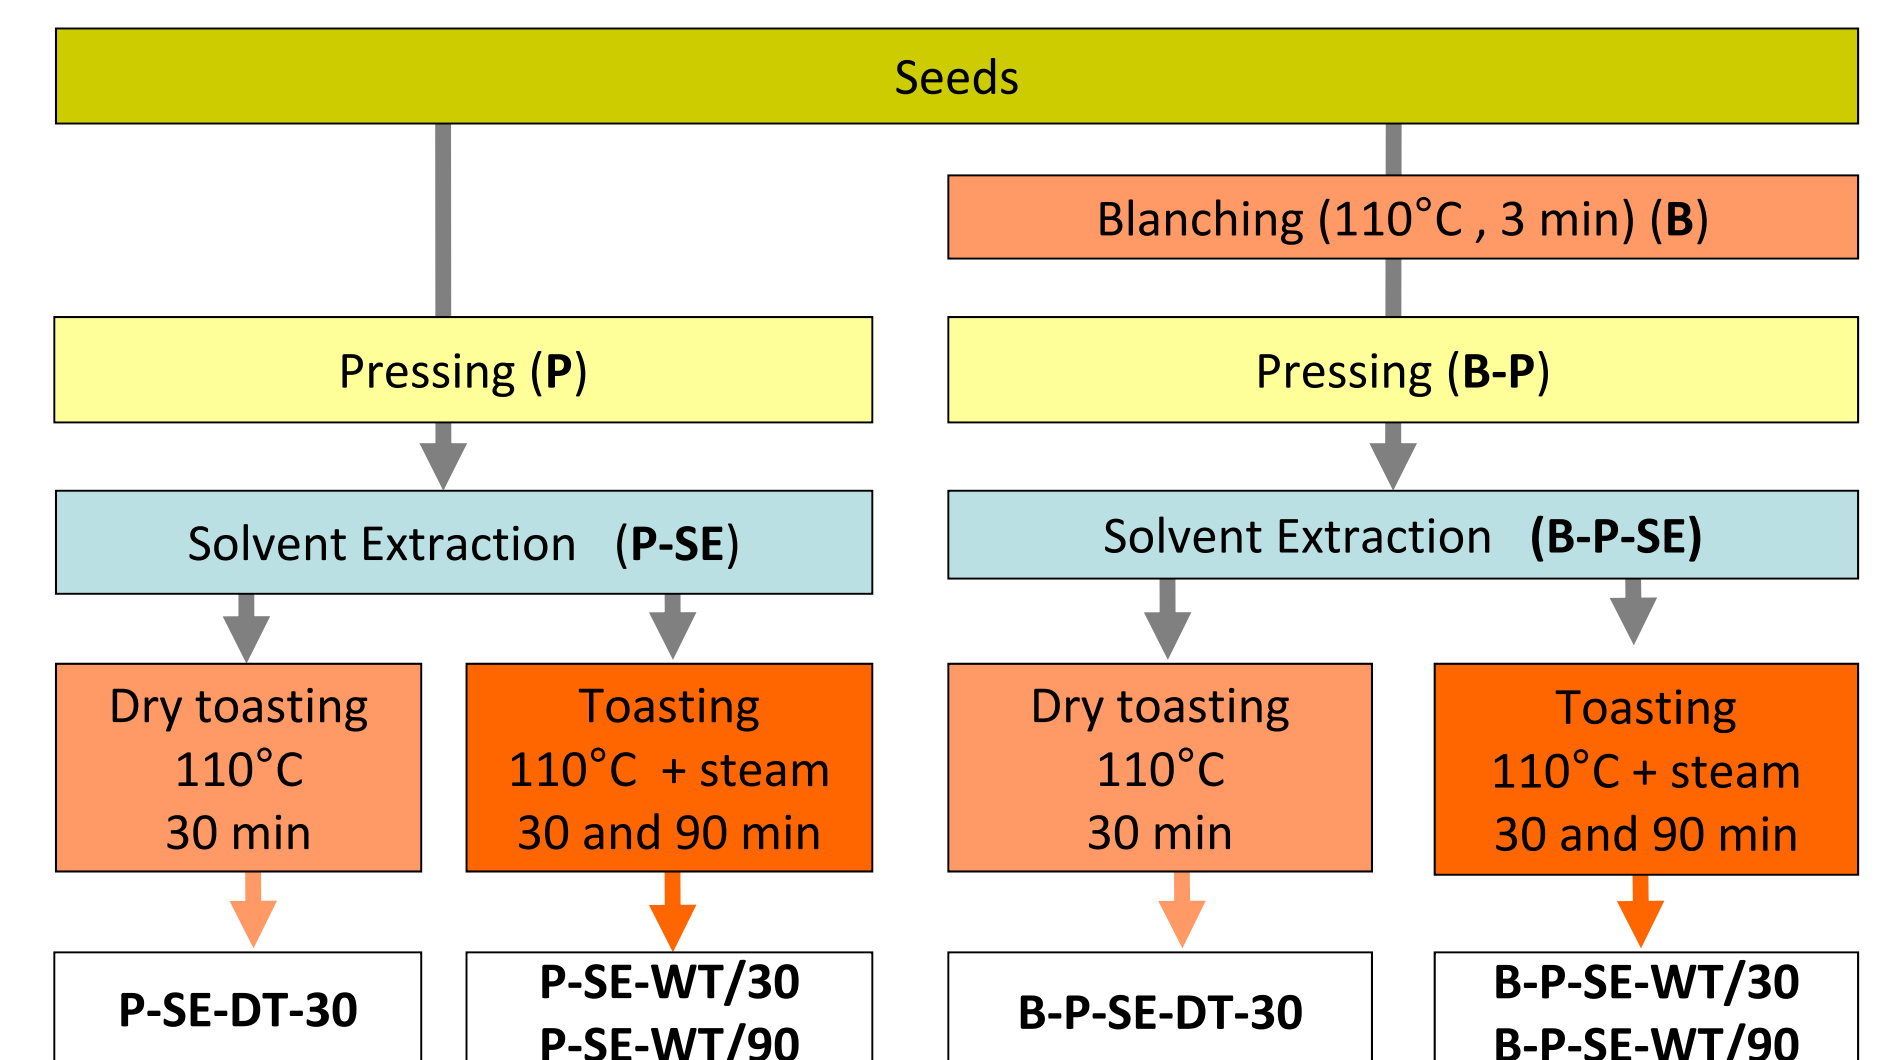 Seeds
Blanching (110°C , 3 min) (B)
Pressing (P)
Pressing (B-P)
Solvent Extraction (P-SE)
Solvent Extraction (B-P-SE)
Dry toasting
110°C
30 min
Toasting
110°C + steam
30 and 90 min
Dry toasting
110°C
30 min
Toasting
110°C + steam
30 and 90 min
P-SE-DT-30
P-SE-WT/30
P-SE-WT/90
B-P-SE-DT-30
B-P-SE-WT/30
B-P-SE-WT/90